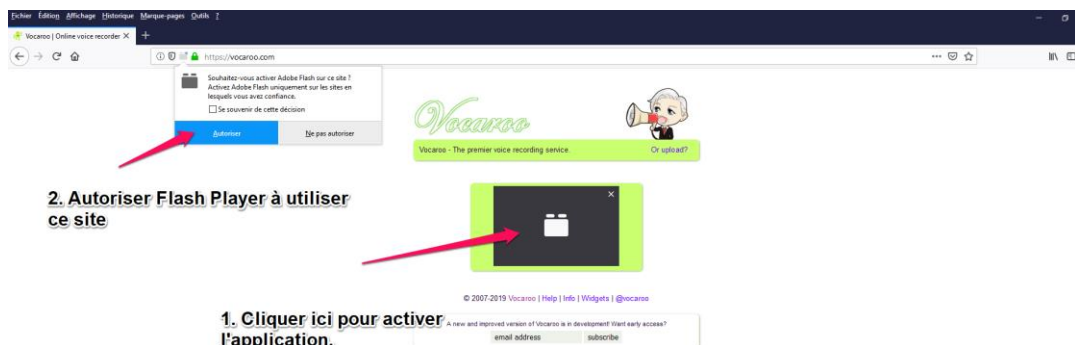 Fichier Édition Affichage Historique Marque-pages Outils ?
Vocaroo | Online voice recorder
https://vocaroo.com
Souhaitez-vous activer Adobe Flash sur ce site ?
Activez Adobe Flash uniquement sur les sites en
lesquels vous avez confiance.
Se souvenir de cette décision
Autoriser Ne pas autoriser
Vocaroo
Vocaroo - The premier voice recording service. Or upload?
2. Autoriser Flash Player à utiliser
ce site
© 2007-2019 Vocaroo | Help | Info | Widgets | @vocaroo
1. Cliquer ici pour activer
l'application.
A new and improved version of Vocaroo is in development! Want early access?
email address subscribe